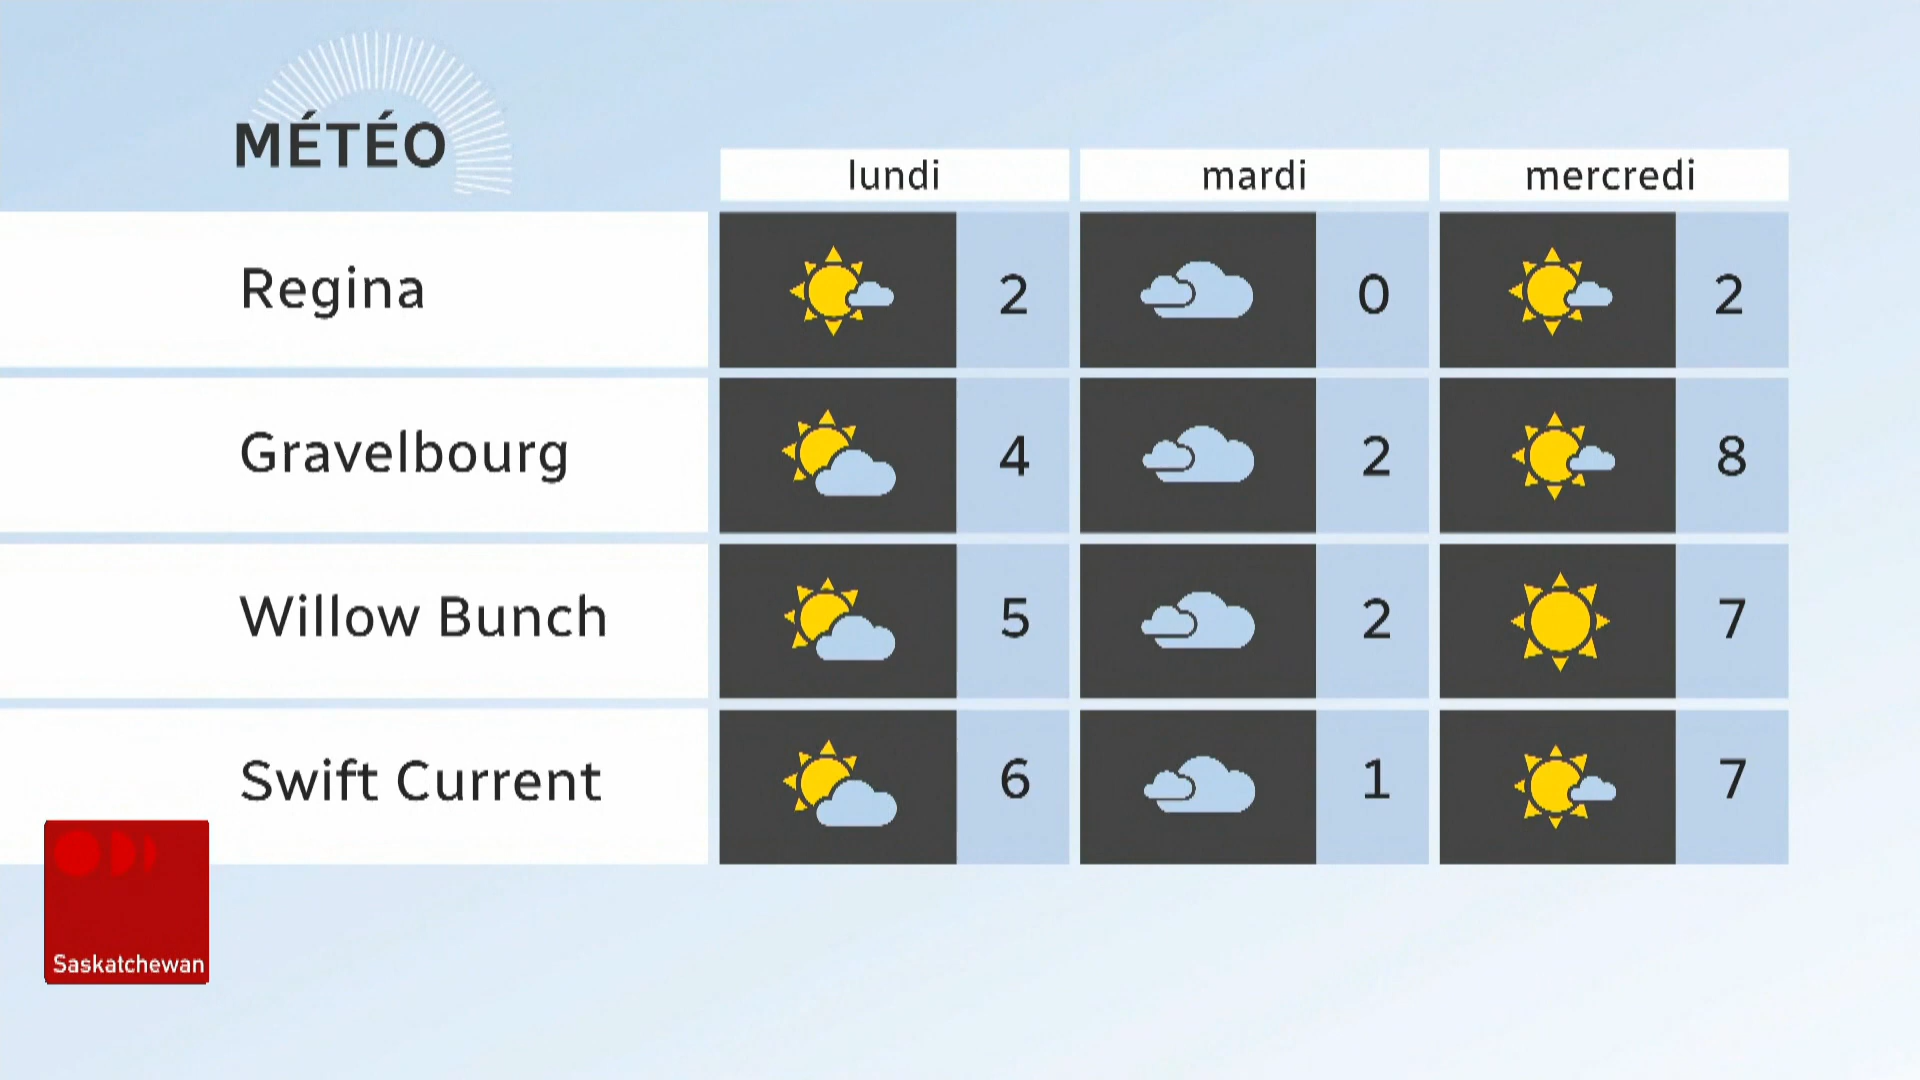 MÉTÉO
lundi mardi mercredi
Regina 2 0 2
Gravelbourg 4 2 8
Willow Bunch 5 2 7
Swift Current 6 1 7
Saskatchewan